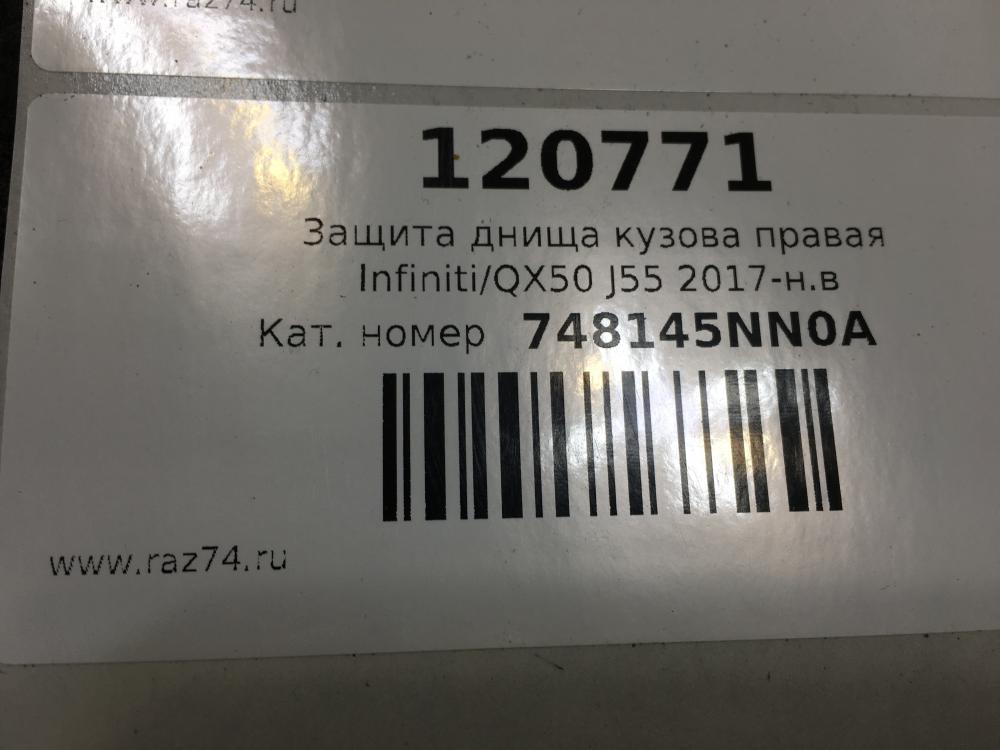 www.raz74.ru
120771
Защита днища кузова правая
Infiniti/QX50 J55 2017-н.в
Кат. номер 748145NN0A
www.raz74.ru